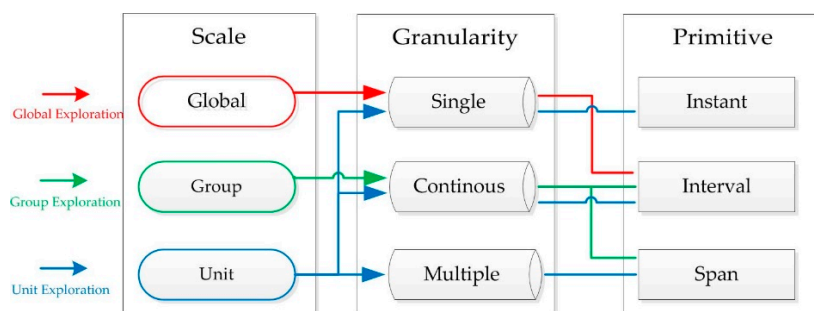 Scale
Granularity
Primitive
Global Exploration
Global
Single
Instant
Group Exploration
Group
Continous
Interval
Unit Exploration
Unit
Multiple
Span